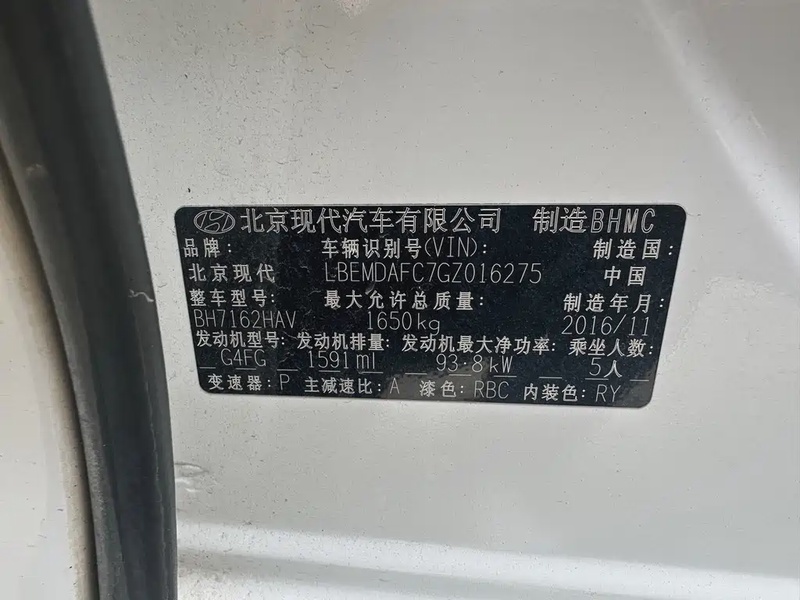 北京现代汽车有限公司 制造BHMC
品牌: 车辆识别号(VIN): 制造国:
北京现代 LBEMDAFC7GZ016275 中国
整车型号: 最大允许总质量: 制造年月:
BH7162HAV 1650kg 2016/11
发动机型号: 发动机排量: 发动机最大净功率: 乘坐人数:
G4FG 1591ml 93.8kW 5人
变速器: P 主减速比: A 漆色: RBC 内装色: RY